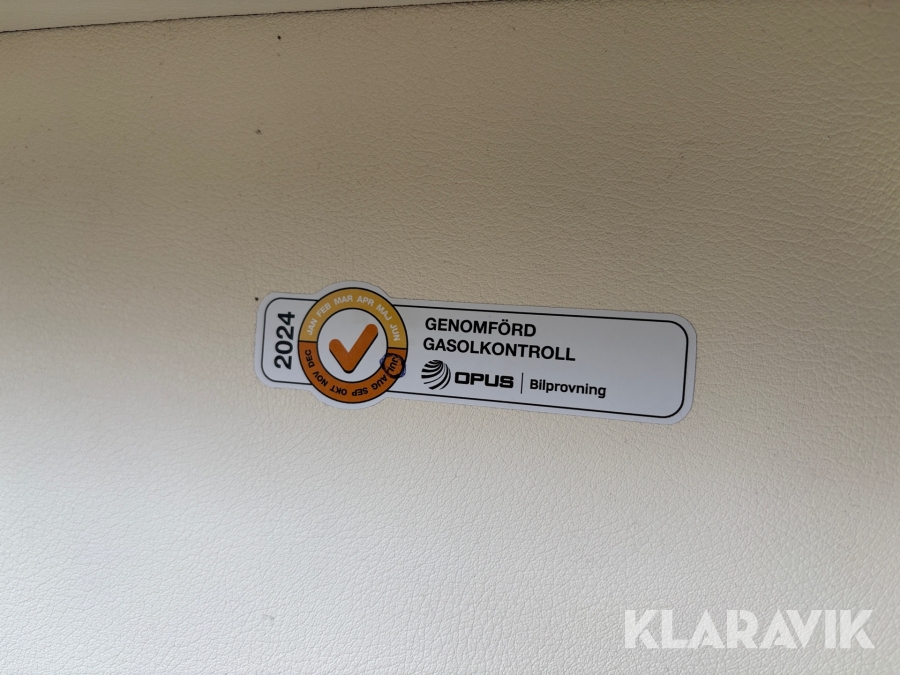 2024
JAN FEB MAR APR MAJ JUN JUL AUG SEP OKT NOV DEC
GENOMFÖRD
GASOLKONTROLL
OPUS | Bilprovning
KLARAVIK